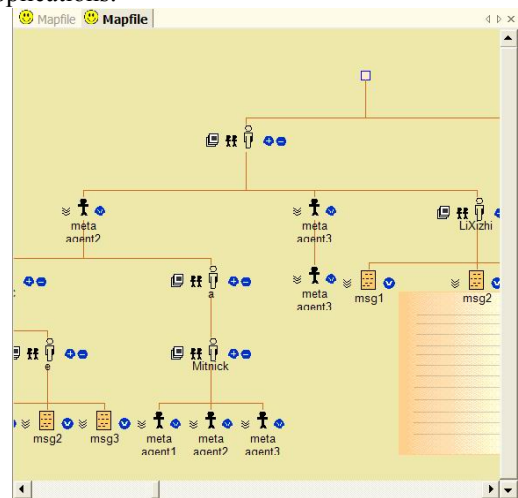 pplications.
Mapfile Mapfile
meta
agent2
meta
agent3
LiXizhi
a
meta
agent3
msg1
msg2
e
Mitnick
msg2
msg3
meta
agent1
meta
agent2
meta
agent3